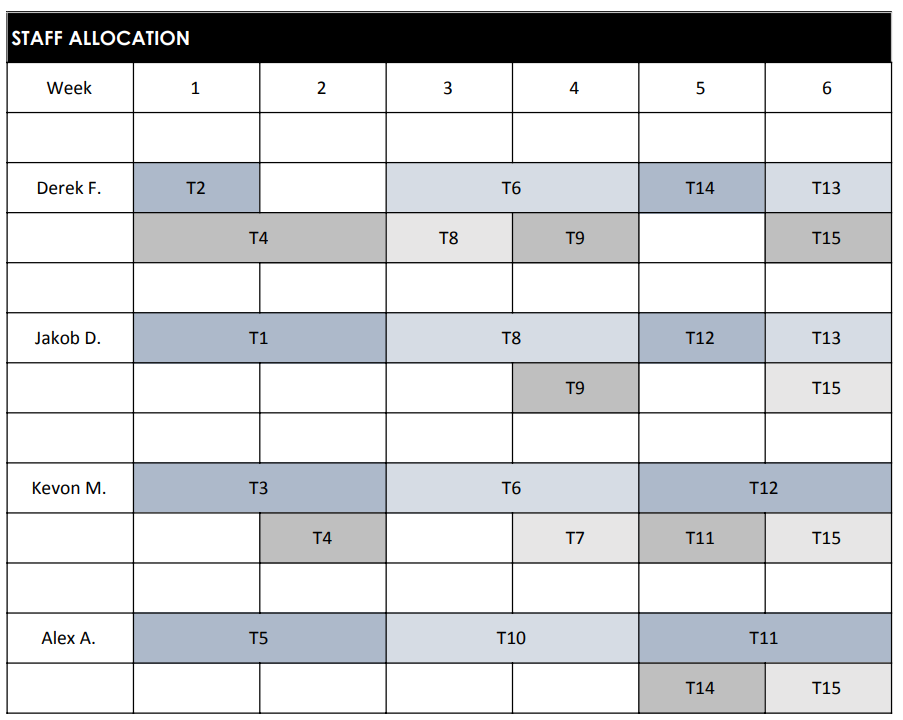 STAFF ALLOCATION
Week 1 2 3 4 5 6
Derek F. T2 T6 T14 T13
T4 T8 T9 T15
Jakob D. T1 T8 T12 T13
T9 T15
Kevon M. T3 T6 T12
T4 T7 T11 T15
Alex A. T5 T10 T11
T14 T15